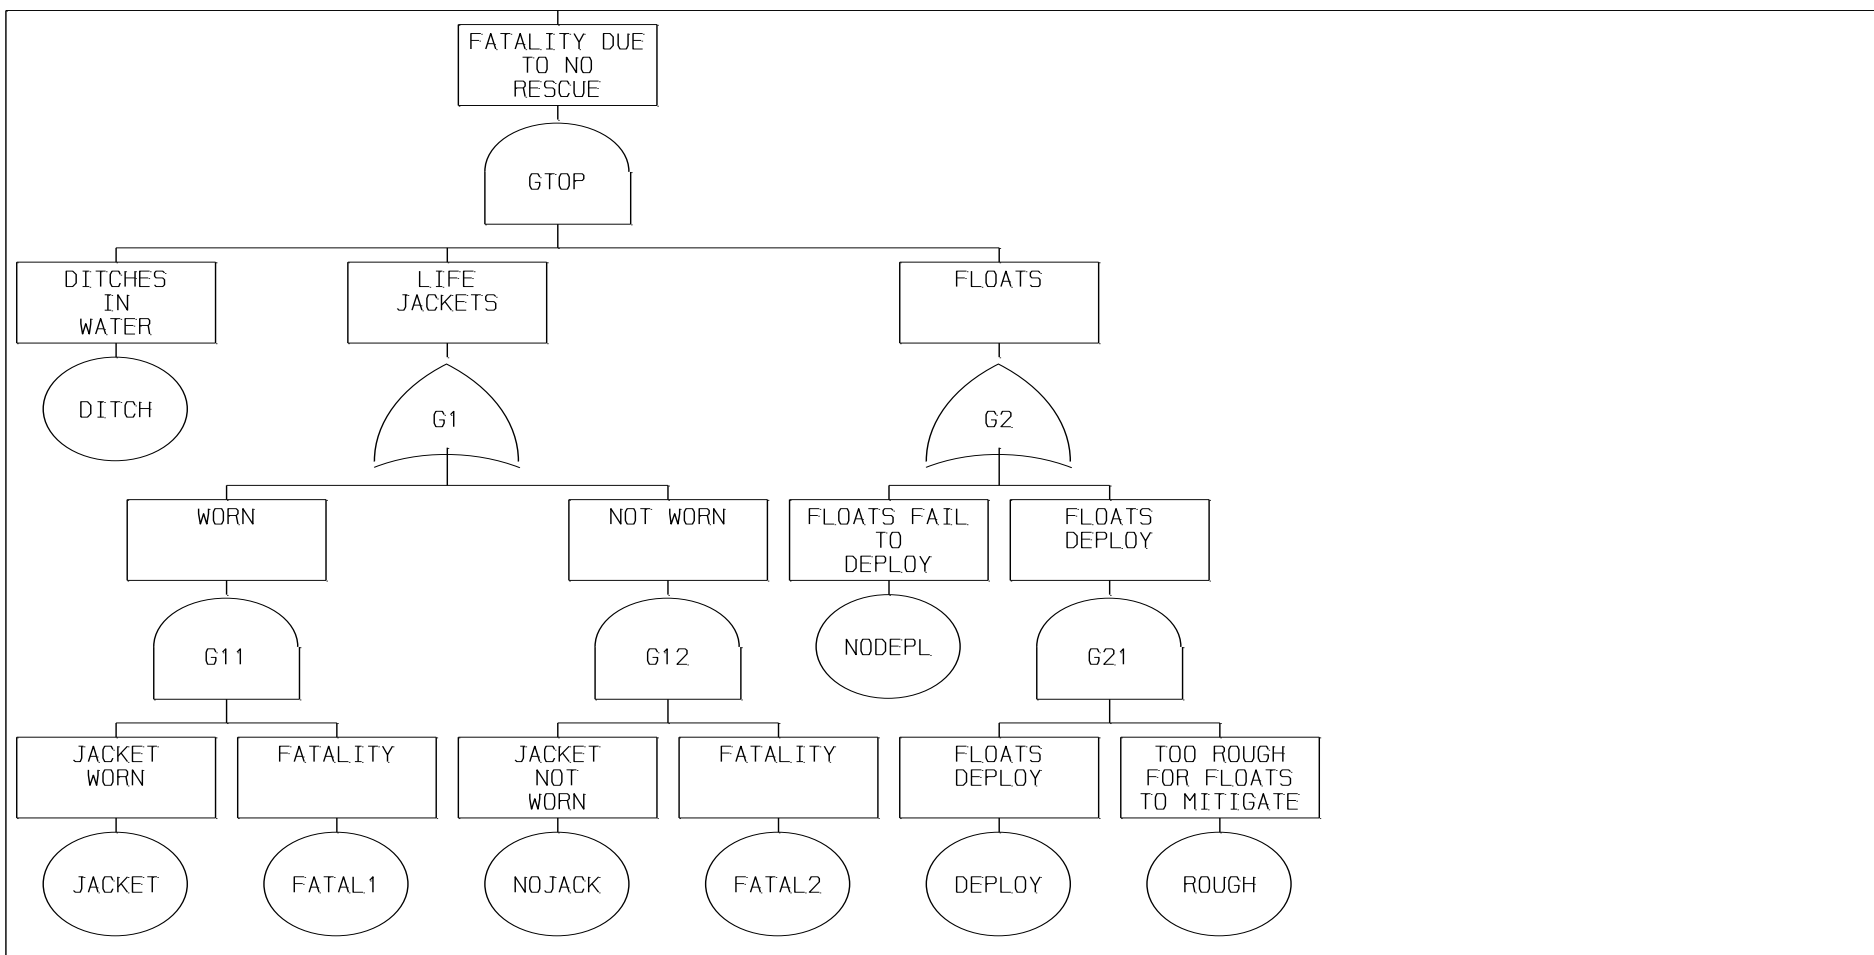 FATALITY DUE
TO NO
RESCUE
GTOP
DITCHES
IN
WATER
LIFE
JACKETS
FLOATS
DITCH
G1
G2
WORN
NOT WORN
FLOATS FAIL
TO
DEPLOY
FLOATS
DEPLOY
G11
G12
NODEPL
G21
JACKET
WORN
FATALITY
JACKET
NOT
WORN
FATALITY
FLOATS
DEPLOY
TOO ROUGH
FOR FLOATS
TO MITIGATE
JACKET
FATAL1
NOJACK
FATAL2
DEPLOY
ROUGH